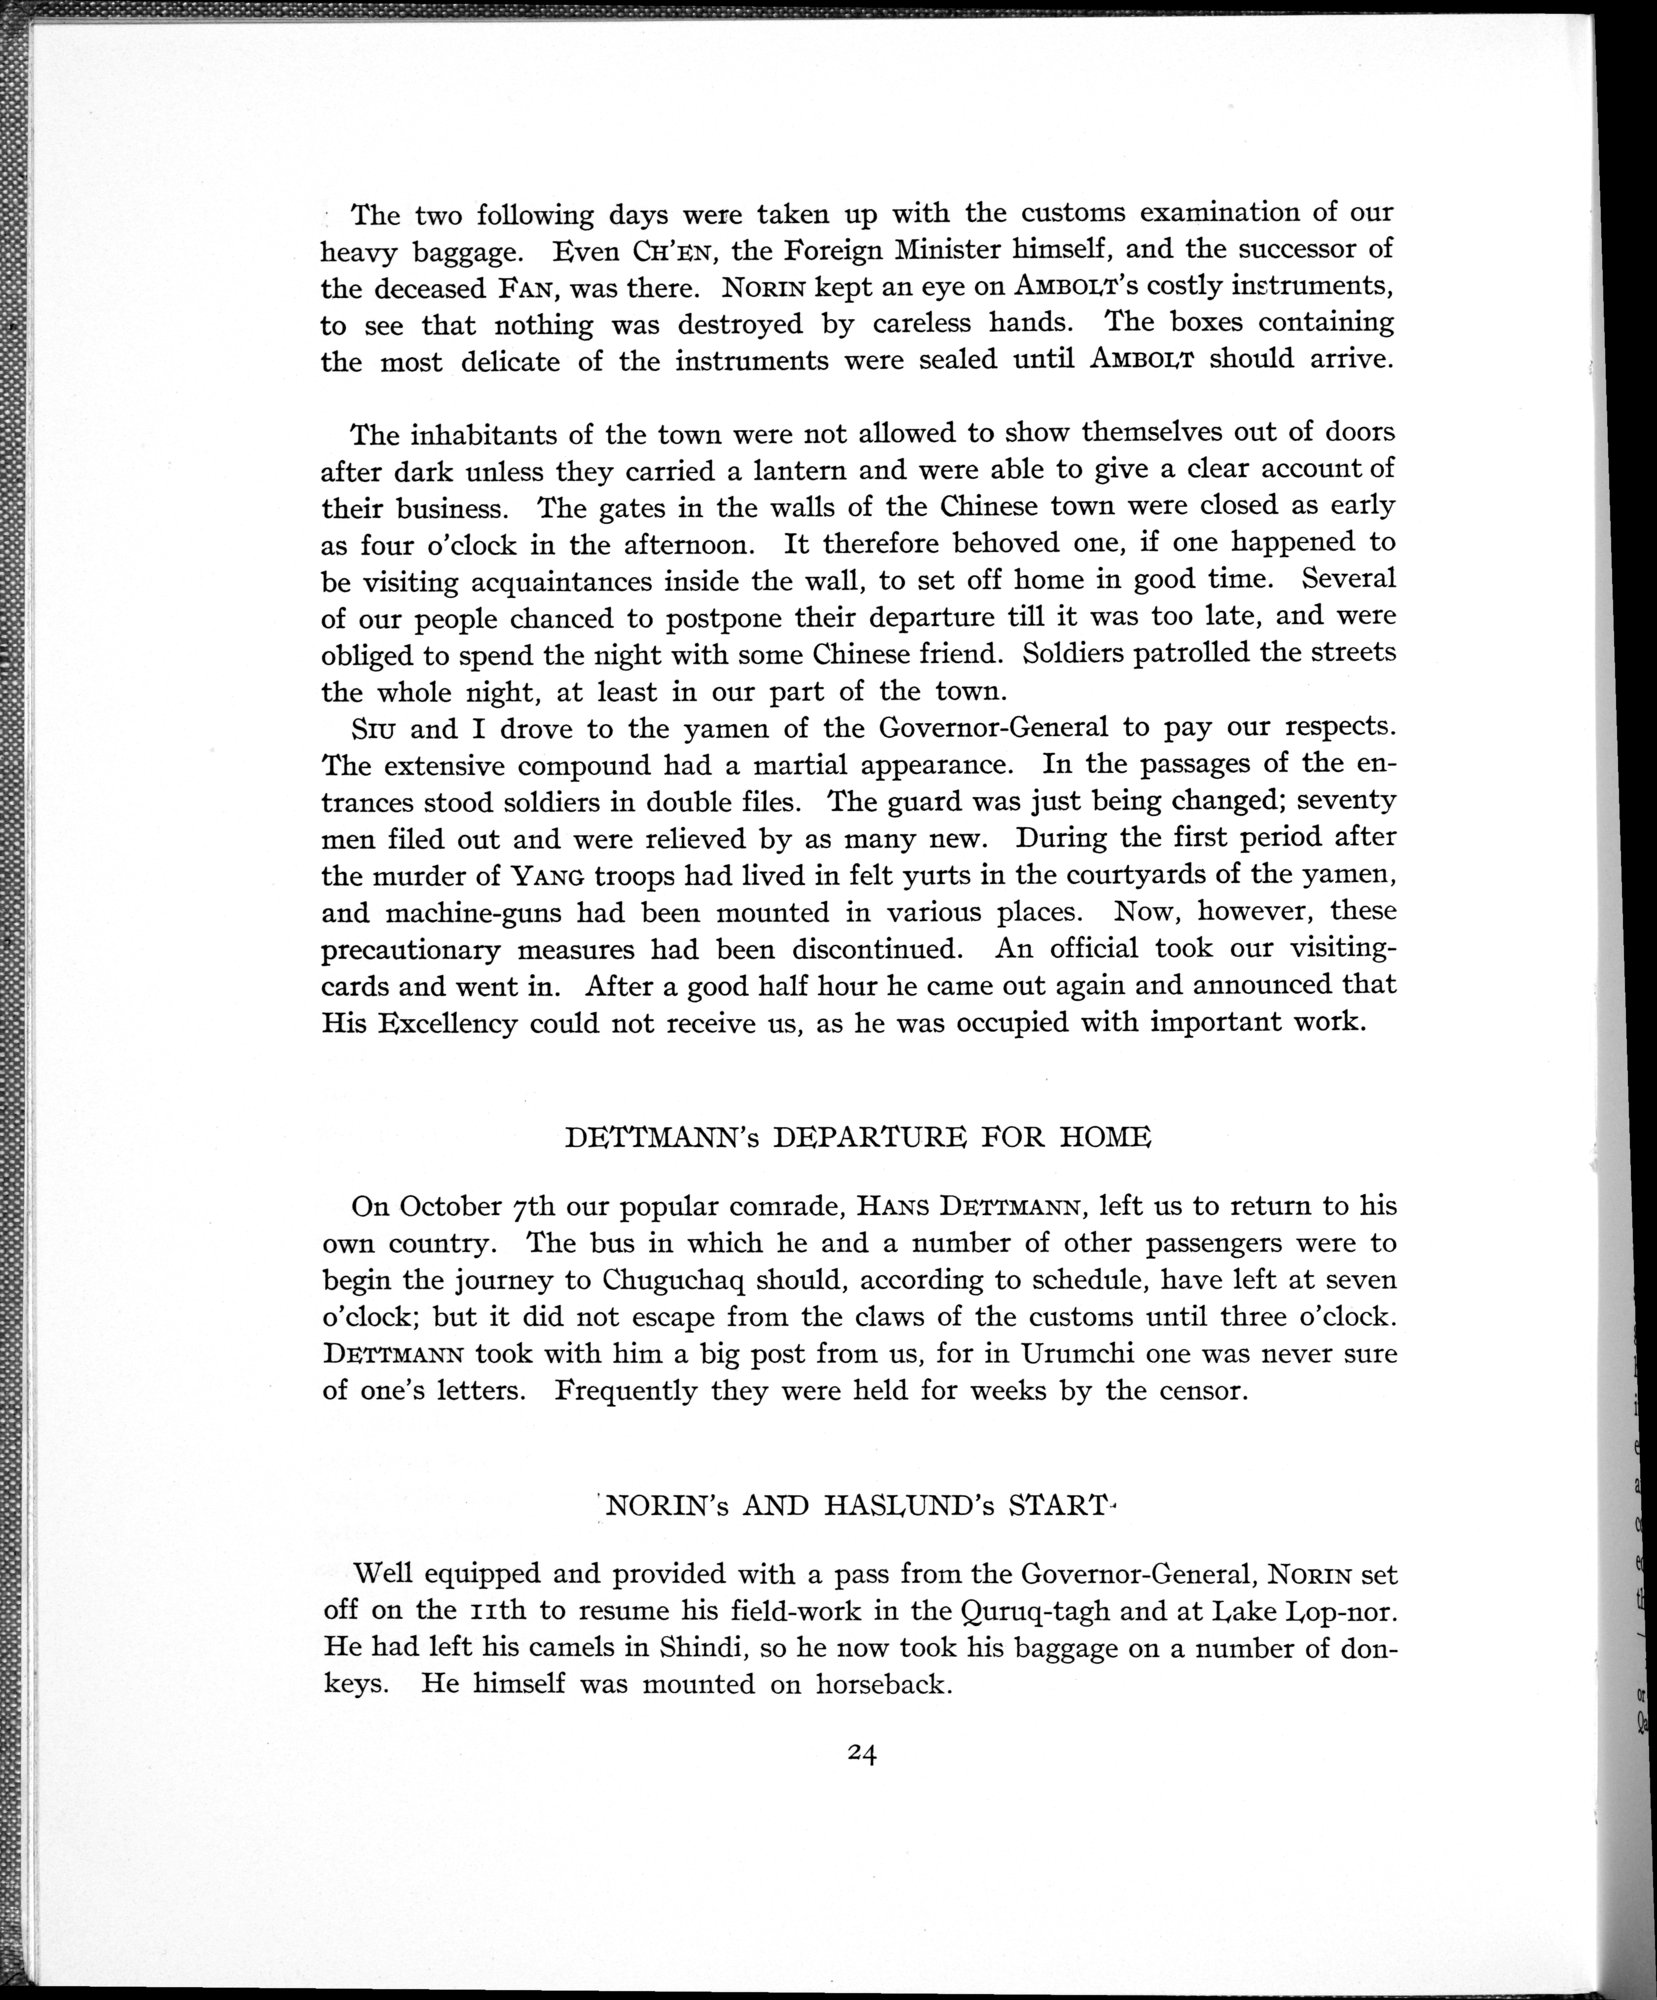 The two following days were taken up with the customs examination of our
heavy baggage. Even CH'EN, the Foreign Minister himself, and the successor of
the deceased FAN, was there. NORIN kept an eye on AMBOLT's costly instruments,
to see that nothing was destroyed by careless hands. The boxes containing
the most delicate of the instruments were sealed until AMBOLT should arrive.
The inhabitants of the town were not allowed to show themselves out of doors
after dark unless they carried a lantern and were able to give a clear account of
their business. The gates in the walls of the Chinese town were closed as early
as four o'clock in the afternoon. It therefore behoved one, if one happened to
be visiting acquaintances inside the wall, to set off home in good time. Several
of our people chanced to postpone their departure till it was too late, and were
obliged to spend the night with some Chinese friend. Soldiers patrolled the streets
the whole night, at least in our part of the town.
SIU and I drove to the yamen of the Governor-General to pay our respects.
The extensive compound had a martial appearance. In the passages of the en-
trances stood soldiers in double files. The guard was just being changed; seventy
men filed out and were relieved by as many new. During the first period after
the murder of YANG troops had lived in felt yurts in the courtyards of the yamen,
and machine-guns had been mounted in various places. Now, however, these
precautionary measures had been discontinued. An official took our visiting-
cards and went in. After a good half hour he came out again and announced that
His Excellency could not receive us, as he was occupied with important work.
DETTMANN's DEPARTURE FOR HOME
On October 7th our popular comrade, HANS DETTMANN, left us to return to his
own country. The bus in which he and a number of other passengers were to
begin the journey to Chuguchaq should, according to schedule, have left at seven
o'clock; but it did not escape from the claws of the customs until three o'clock.
DETTMANN took with him a big post from us, for in Urumchi one was never sure
of one's letters. Frequently they were held for weeks by the censor.
NORIN's AND HASLUND's START
Well equipped and provided with a pass from the Governor-General, NORIN set
off on the 11th to resume his field-work in the Quruq-tagh and at Lake Lop-nor.
He had left his camels in Shindi, so he now took his baggage on a number of don-
keys. He himself was mounted on horseback.
24